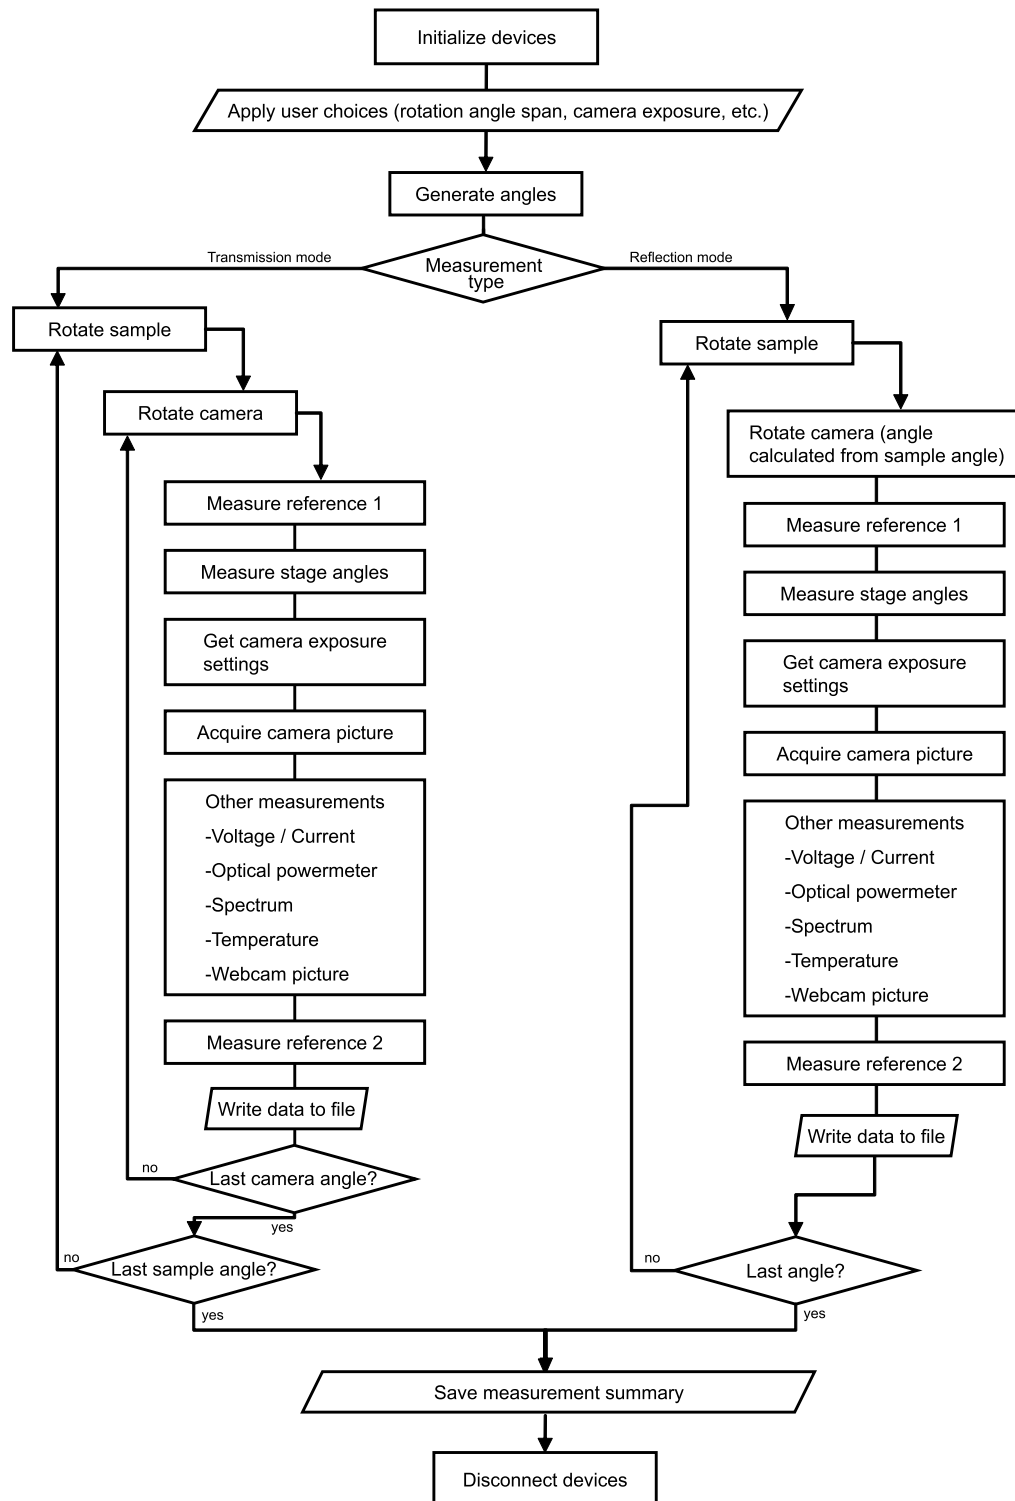 Initialize devices
Apply user choices (rotation angle span, camera exposure, etc.)
Generate angles
Measurement
type
Transmission mode
Reflection mode
Rotate sample
Rotate camera
Measure reference 1
Measure stage angles
Get camera exposure
settings
Acquire camera picture
Other measurements
-Voltage / Current
-Optical powermeter
-Spectrum
-Temperature
-Webcam picture
Measure reference 2
Write data to file
Last camera angle?
no
yes
Last sample angle?
no
yes
Rotate sample
Rotate camera (angle
calculated from sample angle)
Measure reference 1
Measure stage angles
Get camera exposure
settings
Acquire camera picture
Other measurements
-Voltage / Current
-Optical powermeter
-Spectrum
-Temperature
-Webcam picture
Measure reference 2
Write data to file
Last angle?
no
yes
Save measurement summary
Disconnect devices